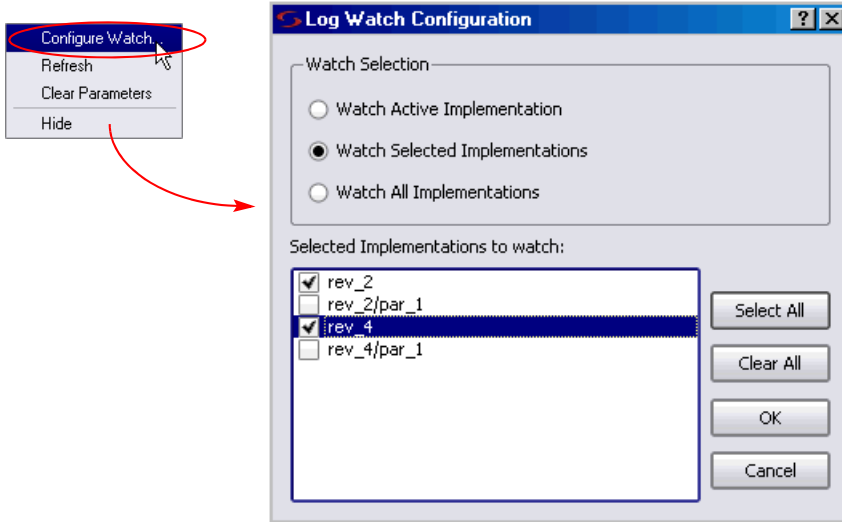 Configure Watch...
Refresh
Clear Parameters
Hide
Log Watch Configuration
Watch Selection
Watch Active Implementation
Watch Selected Implementations
Watch All Implementations
Selected Implementations to watch:
rev_2
rev_2/par_1
rev_4
rev_4/par_1
Select All
Clear All
OK
Cancel